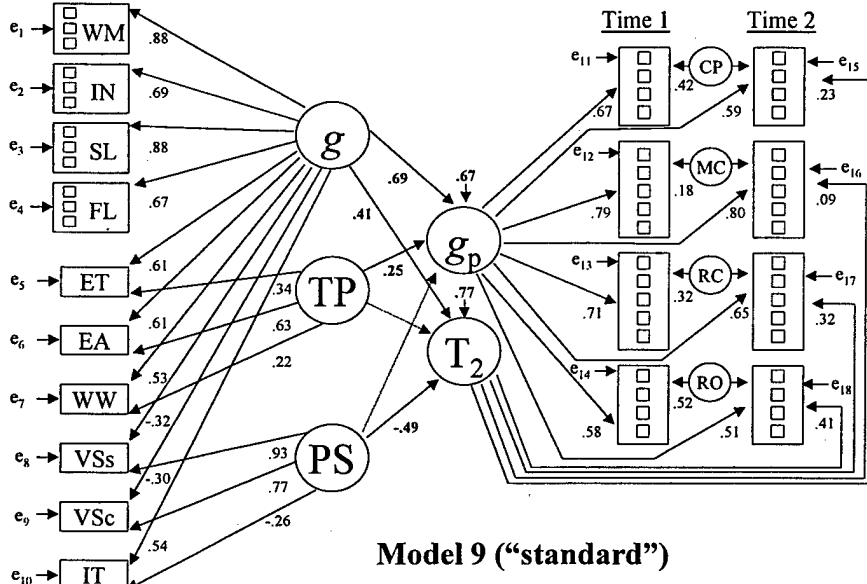 Time 1 Time 2
e1 WM .88
e2 IN .69
e3 SL .88
e4 FL .67
e5 ET .61 .34
e6 EA .61 .63
e7 WW .53 .22
e8 VSs -.32 .93
e9 VSc -.30 .77
e10 IT .54 -.26
g
TP
PS
.69 .67
.41
.25
gp
.77
T2
-.49
e11 CP e15
.42 .23
.67 .59
e12 MC e16
.18 .09
.79 .80
e13 RC e17
.32 .32
.71 .65
e14 RO e18
.52 .41
.58 .51
Model 9 (“standard”)